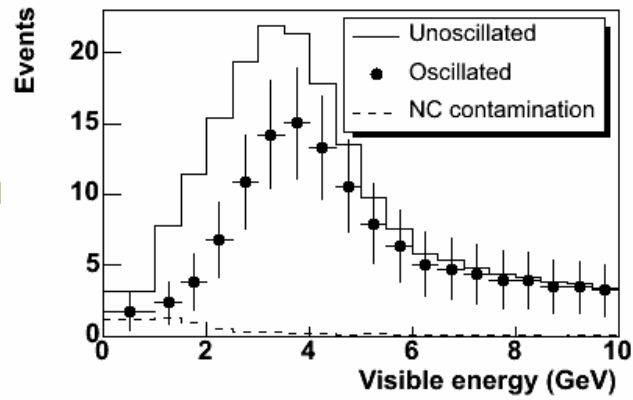 Events
20
15
10
5
0
Unoscillated
Oscillated
NC contamination
0 2 4 6 8 10
Visible energy (GeV)